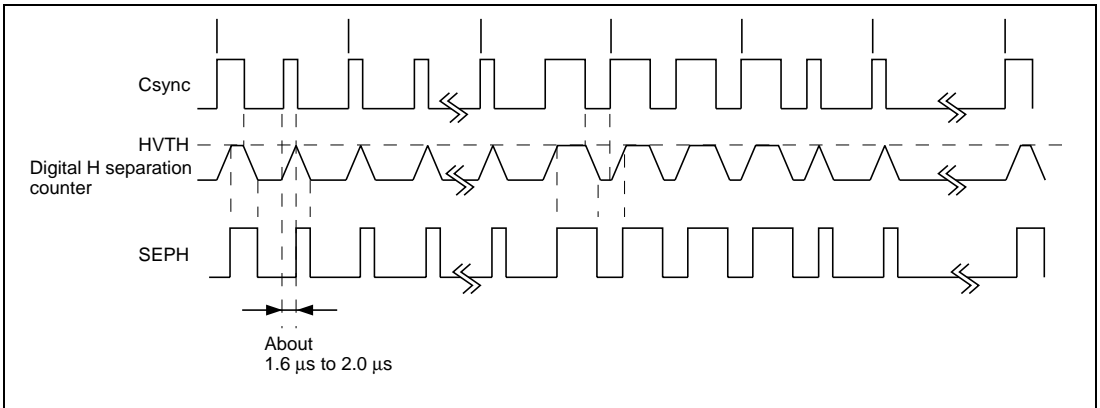 Csync
HVTH
Digital H separation
counter
SEPH
About
1.6 μs to 2.0 μs